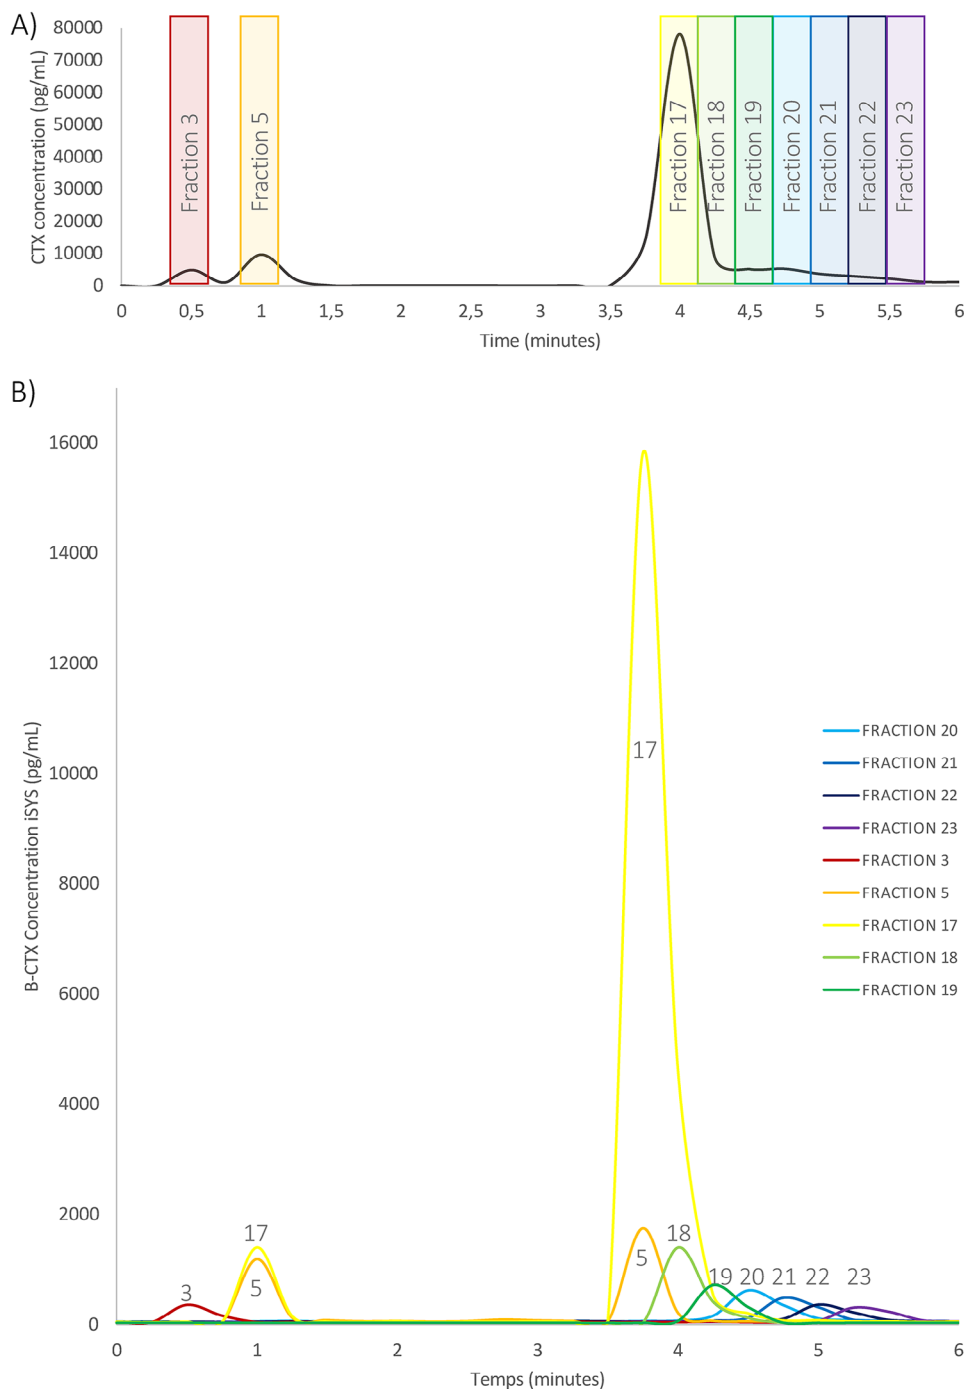 A)
CTX concentration (pg/mL)
80000
70000
60000
50000
40000
30000
20000
10000
0
Fraction 3
Fraction 5
Fraction 17
Fraction 18
Fraction 19
Fraction 20
Fraction 21
Fraction 22
Fraction 23
0 0,5 1 1,5 2 2,5 3 3,5 4 4,5 5 5,5 6
Time (minutes)
B)
B-CTX Concentration iSYS (pg/mL)
16000
14000
12000
10000
8000
6000
4000
2000
0
17
FRACTION 20
FRACTION 21
FRACTION 22
FRACTION 23
FRACTION 3
FRACTION 5
FRACTION 17
FRACTION 18
FRACTION 19
17 18
5 5
3 19 20 21 22 23
0 1 2 3 4 5 6
Temps (minutes)